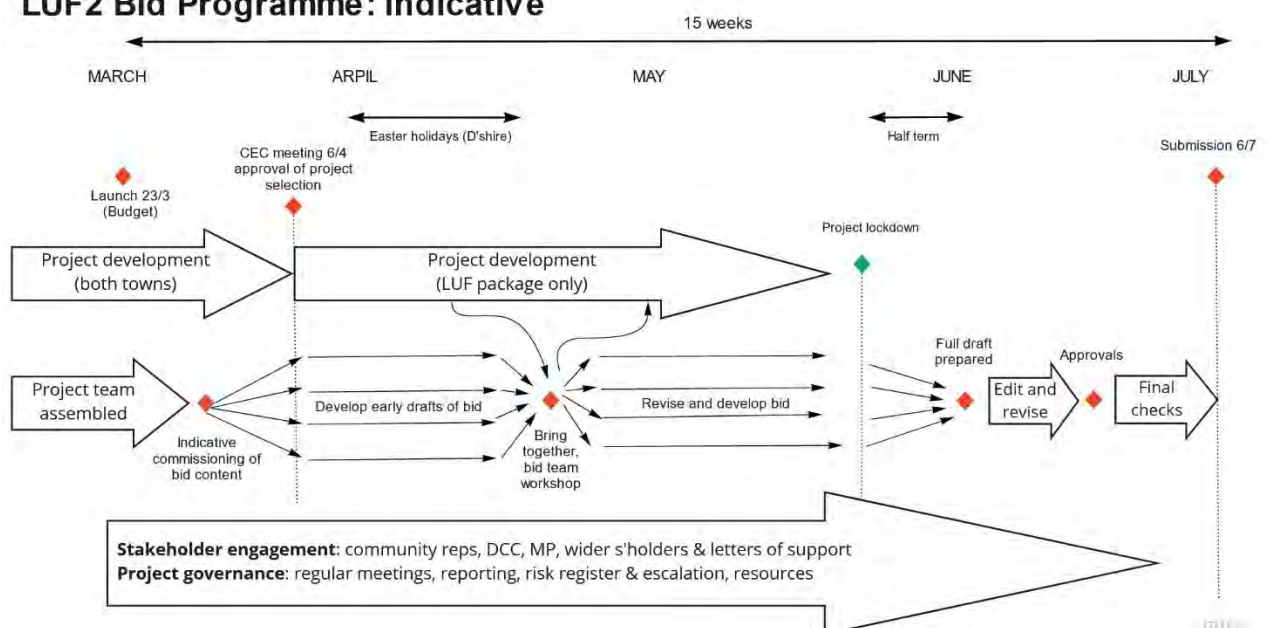 LUF2 Bid Programme: Indicative
15 weeks
MARCH
ARPIL
MAY
JUNE
JULY
Easter holidays (D'shire)
Half term
CEC meeting 6/4
approval of project
selection
Submission 6/7
Launch 23/3
(Budget)
Project lockdown
Project development
(both towns)
Project development
(LUF package only)
Full draft
prepared
Approvals
Project team
assembled
Develop early drafts of bid
Revise and develop bid
Edit and
revise
Final
checks
Indicative
commissioning of
bid content
Bring
together,
bid team
workshop
Stakeholder engagement: community reps, DCC, MP, wider s'holders & letters of support
Project governance: regular meetings, reporting, risk register & escalation, resources